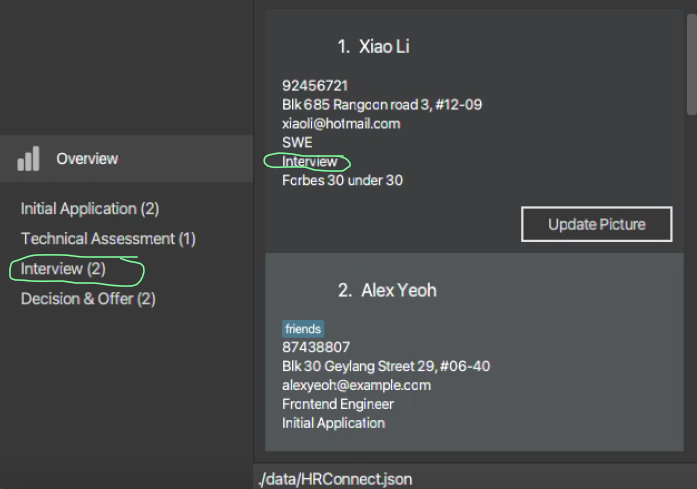 Overview
Initial Application (2)
Technical Assessment (1)
Interview (2)
Decision & Offer (2)
1. Xiao Li
92456721
Blk 685 Rangoon road 3, #12-09
xiaoli@hotmail.com
SWE
Interview
Forbes 30 under 30
Update Picture
2. Alex Yeoh
friends
87438807
Blk 30 Geylang Street 29, #06-40
alexyeoh@example.com
Frontend Engineer
Initial Application
./data/HRConnect.json